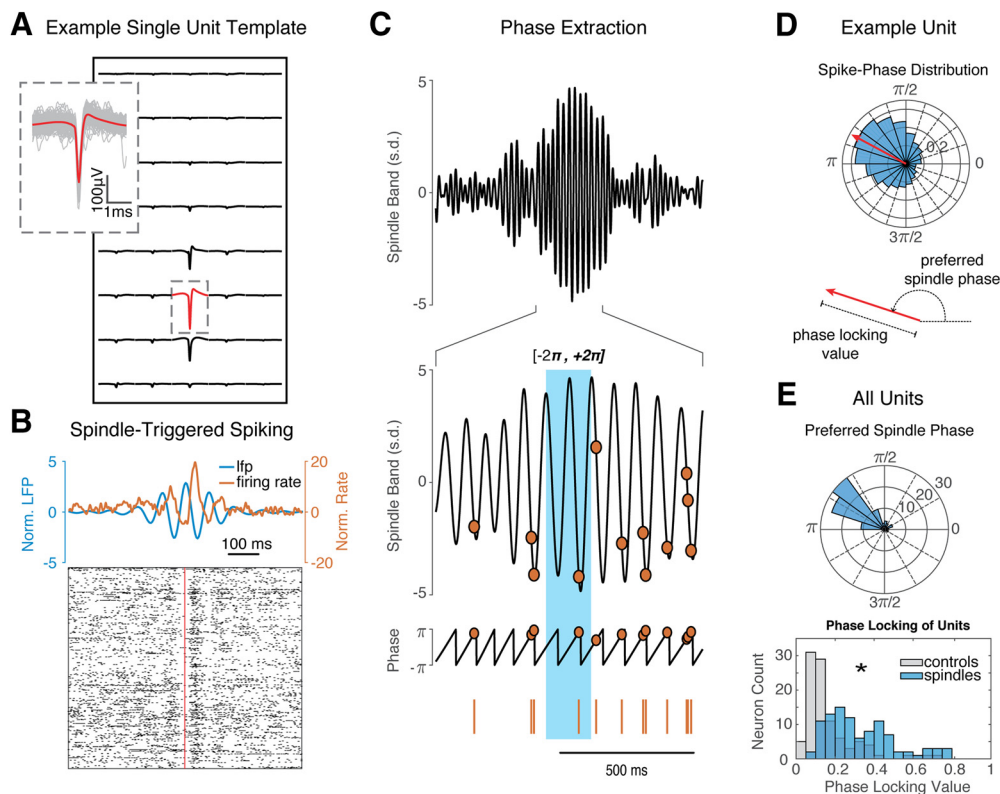 A Example Single Unit Template
100μV
1ms
B Spindle-Triggered Spiking
Norm. LFP
5
0
-5
lfp
firing rate
20
0
-20
Norm. Rate
100 ms
C Phase Extraction
Spindle Band (s.d.)
5
0
-5
[-2π , +2π]
Spindle Band (s.d.)
5
0
-5
Phase
π
-π
500 ms
D Example Unit
Spike-Phase Distribution
π/2
0.2
π
0
3π/2
preferred
spindle phase
phase locking
value
E All Units
Preferred Spindle Phase
π/2
30
20
10
π
0
3π/2
Phase Locking of Units
Neuron Count
30
20
10
0
*
controls
spindles
0 0.2 0.4 0.6 0.8 1
Phase Locking Value